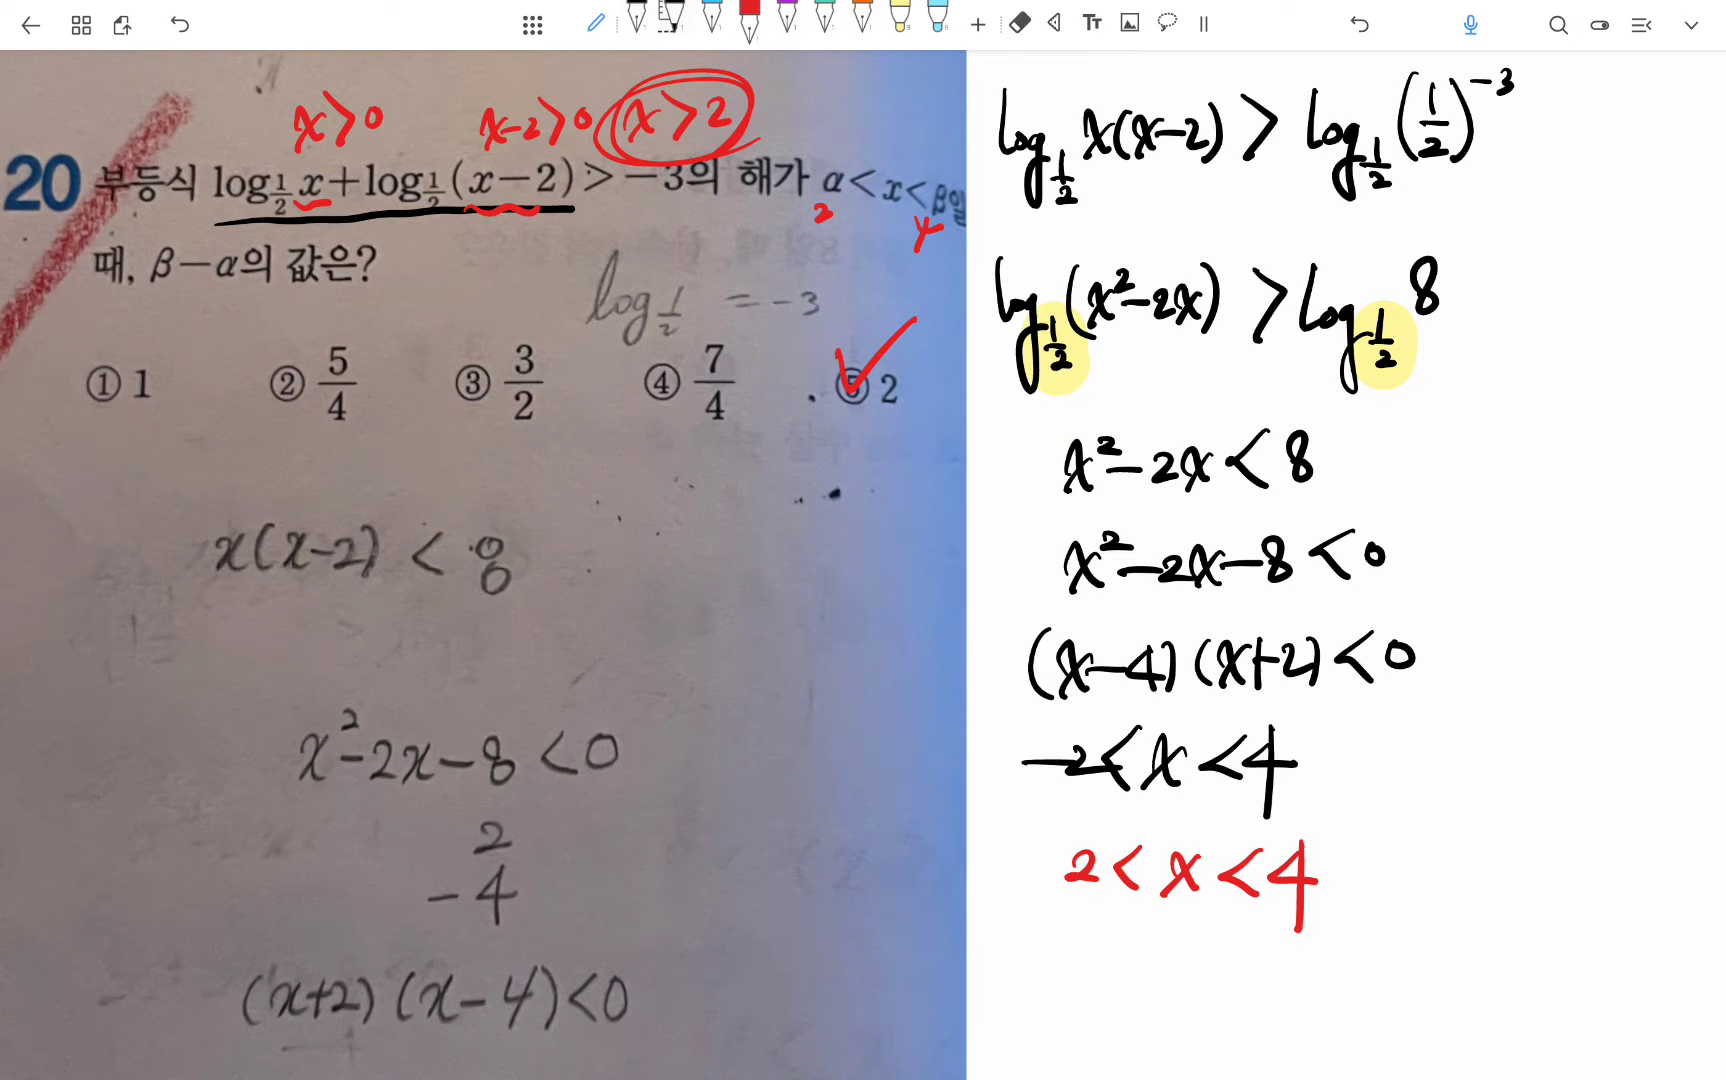 x>0 x-2>0 x>2
20 부등식 log½ x+log½ (x-2)>-3의 해가 α<x<β일
2 4
때, β-α의 값은?
log½ = -3
① 1 ② 5/4 ③ 3/2 ④ 7/4 ⑤ 2
x(x-2) < 8
x²-2x-8<0
2
-4
(x+2)(x-4)<0
log½ x(x-2) > log½ (½)⁻³
log½ (x²-2x) > log½ 8
x²-2x<8
x²-2x-8<0
(x-4)(x+2)<0
-2<x<4
2<x<4